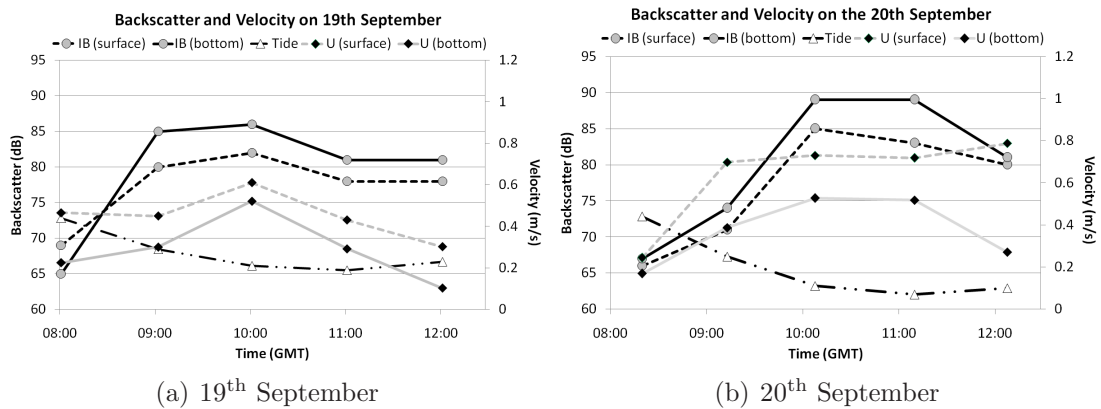 Backscatter and Velocity on 19th September
IB (surface) IB (bottom) Tide U (surface) U (bottom)
95
90
85
80
75
70
65
60
Backscatter (dB)
1.2
1
0.8
0.6
0.4
0.2
0
Velocity (m/s)
08:00 09:00 10:00 11:00 12:00
Time (GMT)
(a) 19th September
Backscatter and Velocity on the 20th September
IB (surface) IB (bottom) Tide U (surface) U (bottom)
95
90
85
80
75
70
65
60
Backscatter (dB)
1.2
1
0.8
0.6
0.4
0.2
0
Velocity (m/s)
08:00 09:00 10:00 11:00 12:00
Time (GMT)
(b) 20th September